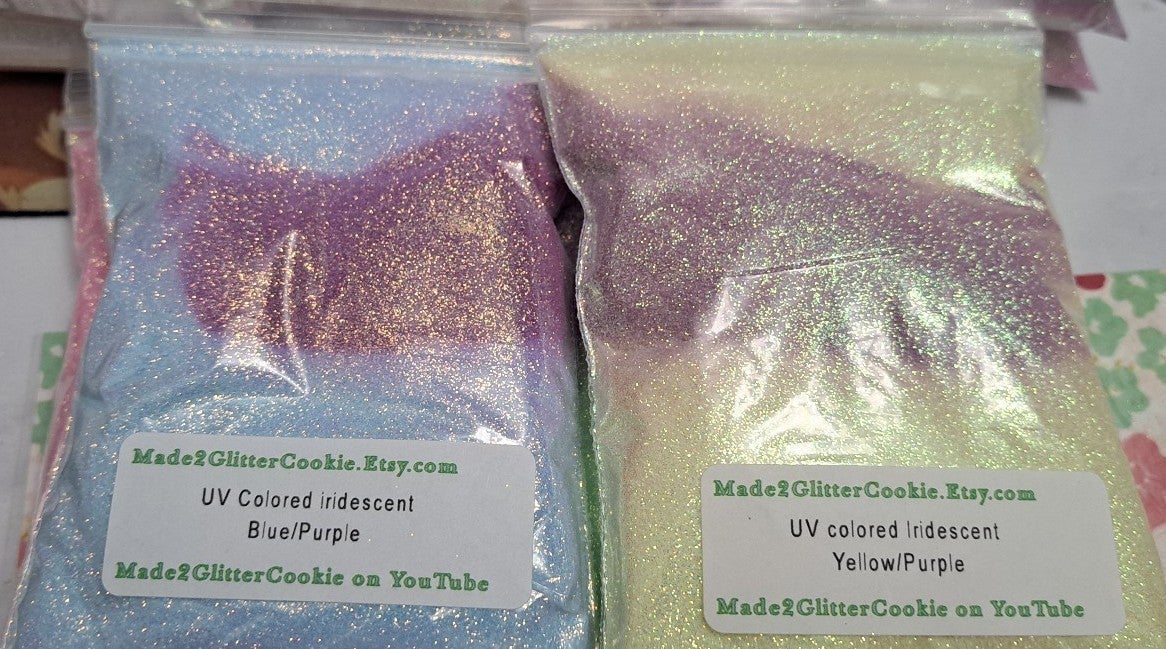 Made2GlitterCookie.Etsy.com
UV Colored Iridescent
Blue/Purple
Made2GlitterCookie on YouTube
Made2GlitterCookie.Etsy.com
UV colored Iridescent
Yellow/Purple
Made2GlitterCookie on YouTube